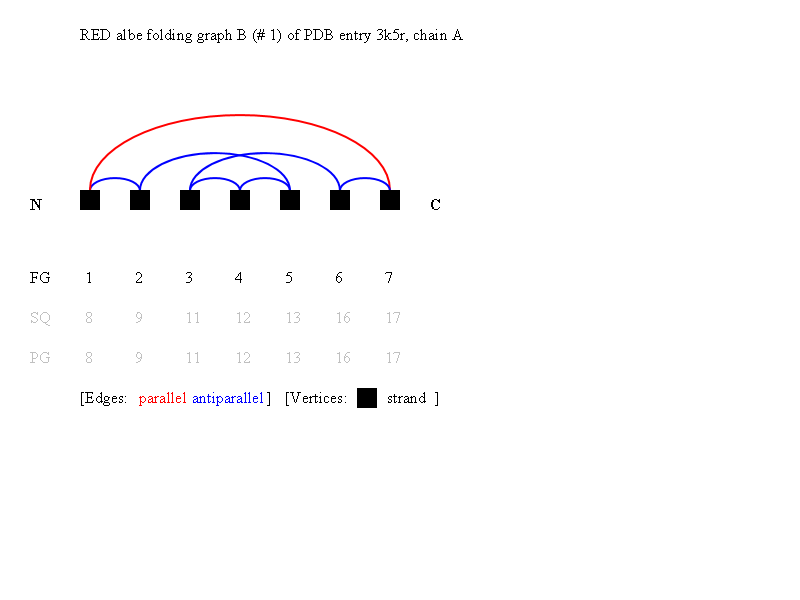 RED albe folding graph B (# 1) of PDB entry 3k5r, chain A
N C
FG 1 2 3 4 5 6 7
SQ 8 9 11 12 13 16 17
PG 8 9 11 12 13 16 17
[Edges: parallel antiparallel ] [Vertices: strand ]